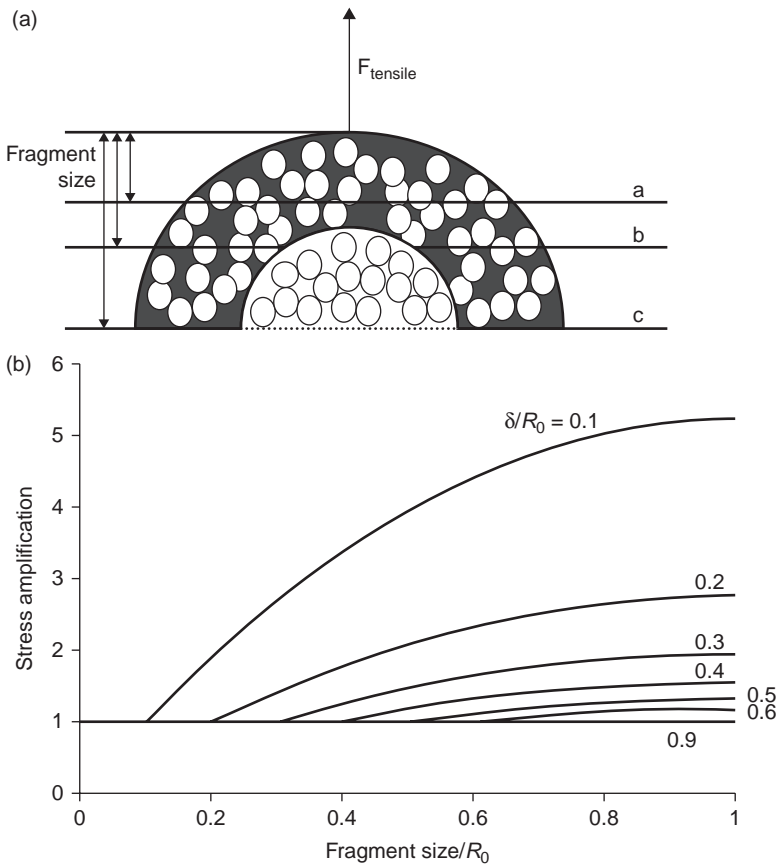 (a)
F_tensile
Fragment
size
a
b
c
(b)
6
5
4
3
2
1
0
Stress amplification
δ/R₀ = 0.1
0.2
0.3
0.4
0.5
0.6
0.9
0 0.2 0.4 0.6 0.8 1
Fragment size/R₀